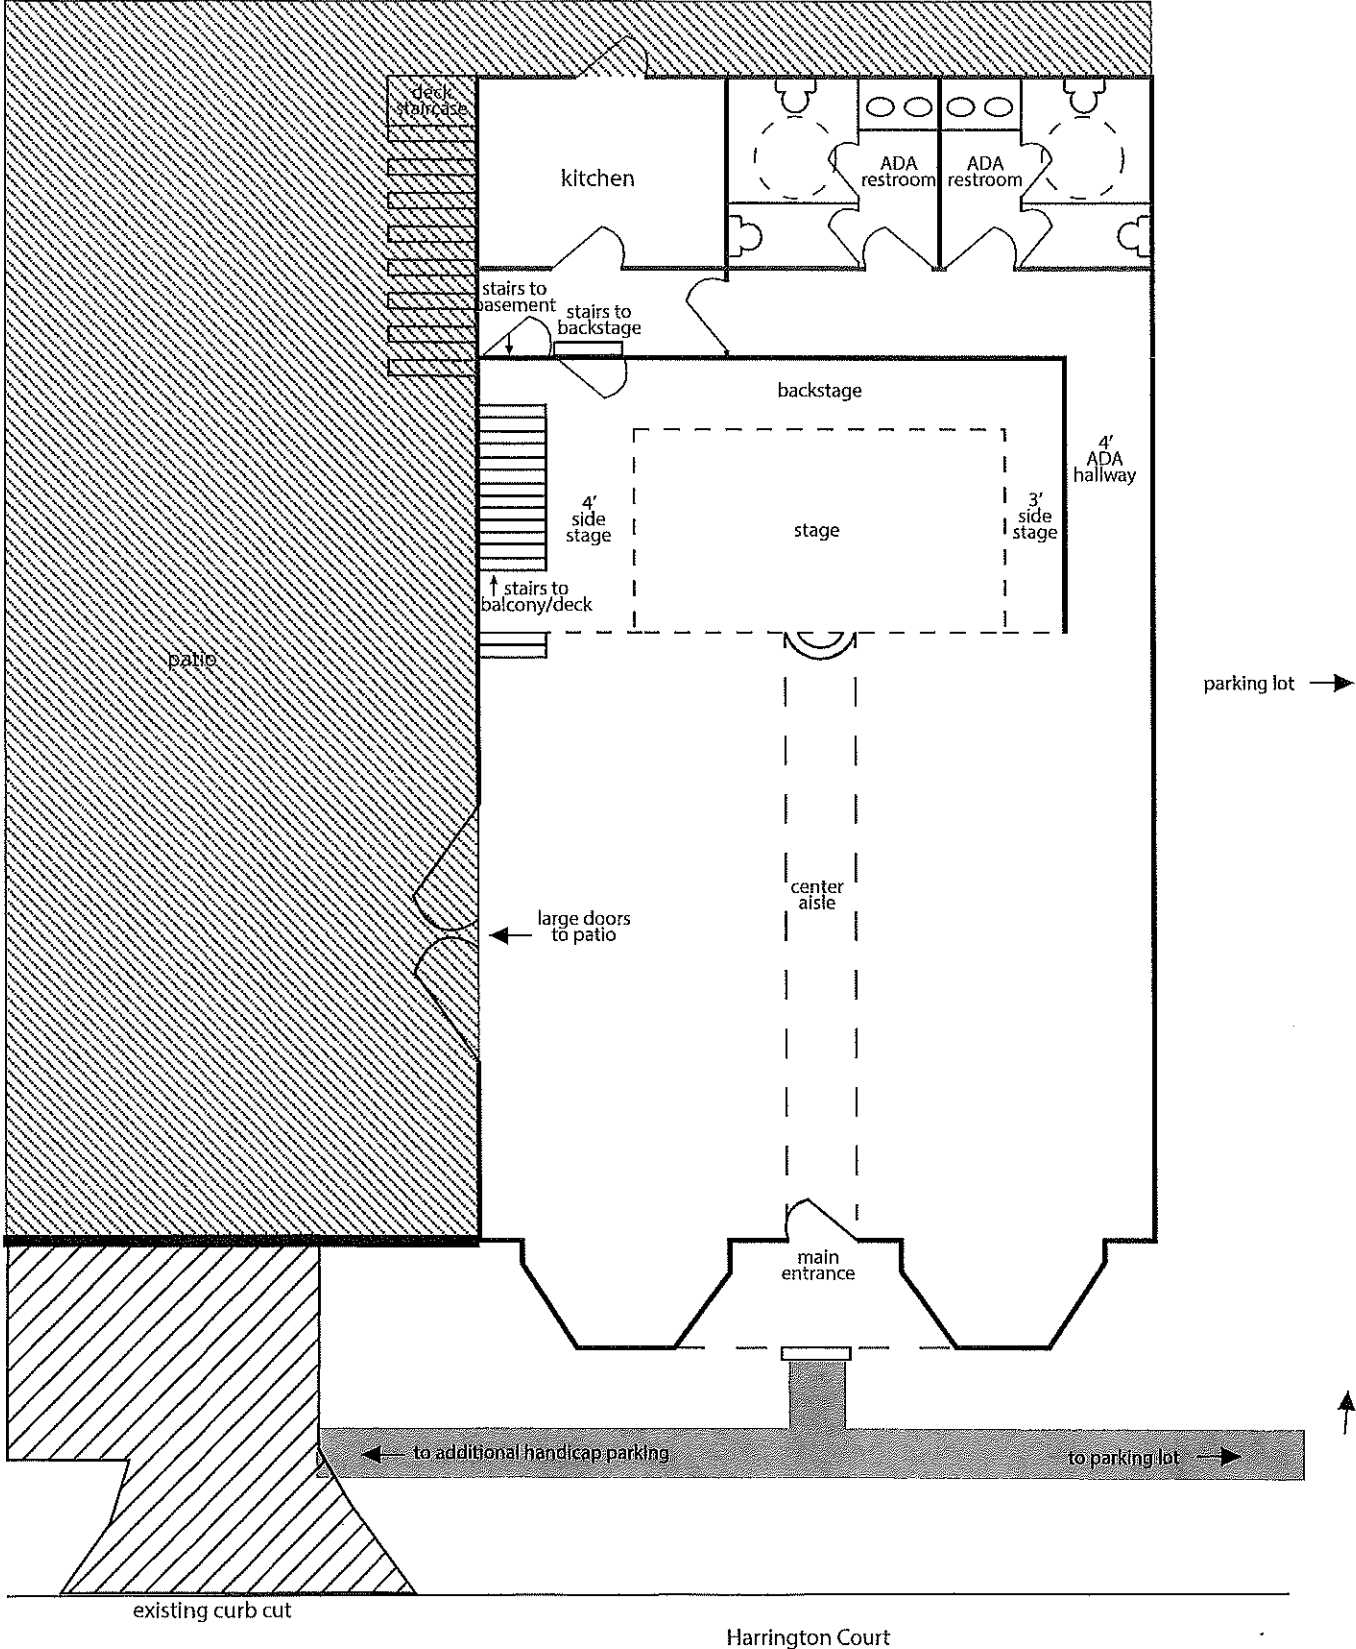 deck
staircase
kitchen
ADA
restroom
ADA
restroom
stairs to
basement
stairs to
backstage
backstage
4'
ADA
hallway
4'
side
stage
stage
3'
side
stage
stairs to
balcony/deck
patio
parking lot
center
aisle
large doors
to patio
main
entrance
to additional handicap parking
to parking lot
existing curb cut
Harrington Court